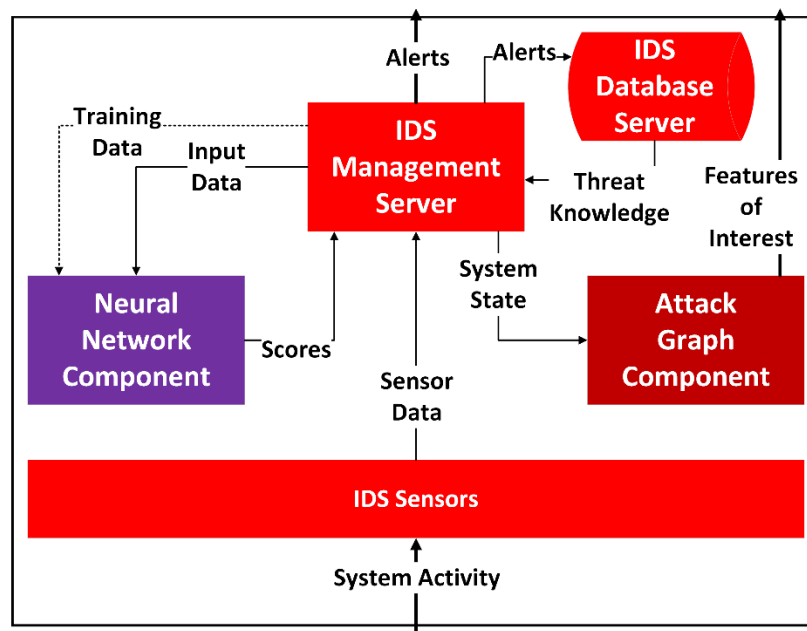 Alerts
Alerts
IDS
Database
Server
Training
Data
Input
Data
IDS
Management
Server
Threat
Knowledge
Features
of
Interest
System
State
Neural
Network
Component
Scores
Attack
Graph
Component
Sensor
Data
IDS Sensors
System Activity